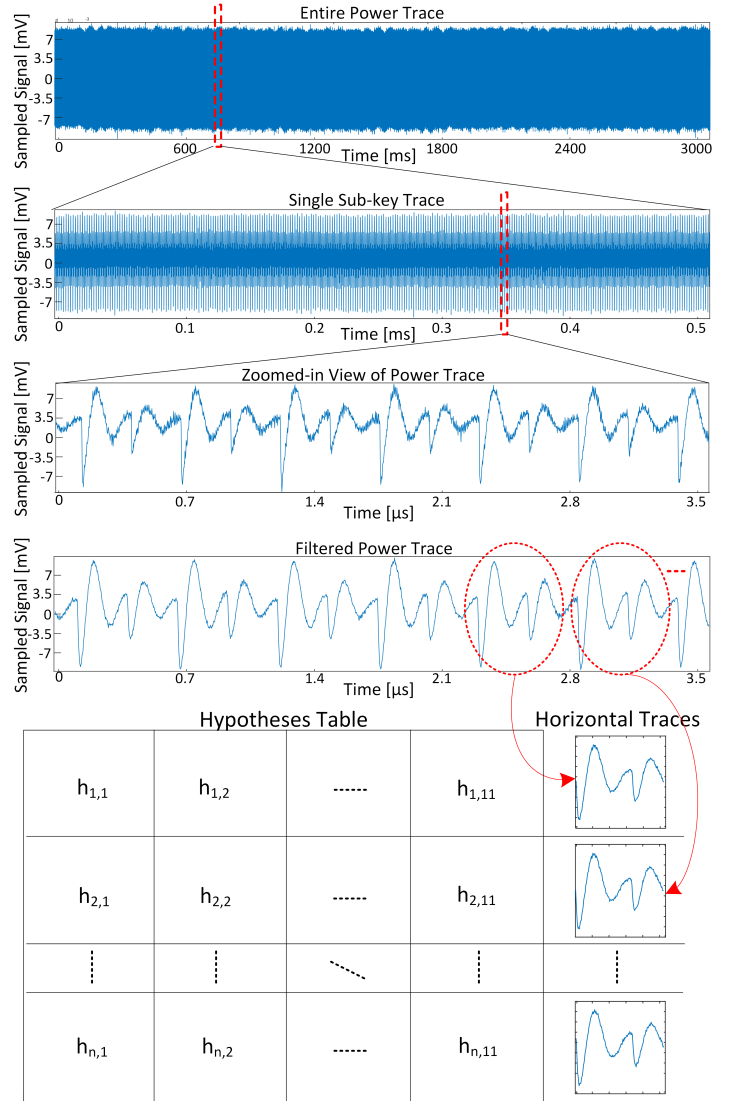 Entire Power Trace
Sampled Signal [mV]
7
3.5
0
-3.5
-7
0 600 1200 1800 2400 3000
Time [ms]
Single Sub-key Trace
Sampled Signal [mV]
7
3.5
0
-3.5
-7
0 0.1 0.2 0.3 0.4 0.5
Time [ms]
Zoomed-in View of Power Trace
Sampled Signal [mV]
7
3.5
0
-3.5
-7
0 0.7 1.4 2.1 2.8 3.5
Time [µs]
Filtered Power Trace
Sampled Signal [mV]
7
3.5
0
-3.5
-7
0 0.7 1.4 2.1 2.8 3.5
Time [µs]
Hypotheses Table Horizontal Traces
h1,1 h1,2 ...... h1,11
h2,1 h2,2 ...... h2,11
hn,1 hn,2 ...... hn,11